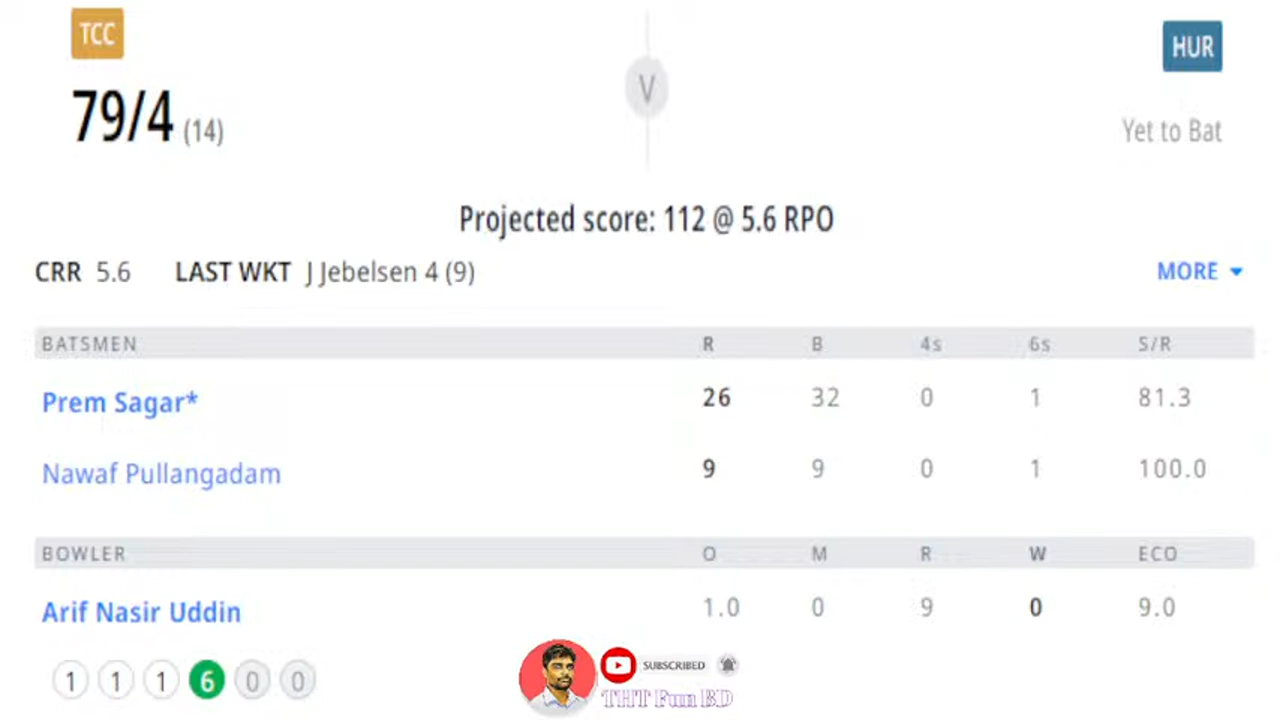 TCC
V
HUR
79/4 (14)
Yet to Bat
Projected score: 112 @ 5.6 RPO
CRR 5.6 LAST WKT J Jebelsen 4 (9)
MORE
BATSMEN R B 4s 6s S/R
Prem Sagar* 26 32 0 1 81.3
Nawaf Pullangadam 9 9 0 1 100.0
BOWLER O M R W ECO
Arif Nasir Uddin 1.0 0 9 0 9.0
1 1 1 6 0 0
SUBSCRIBED
THT Fun BD